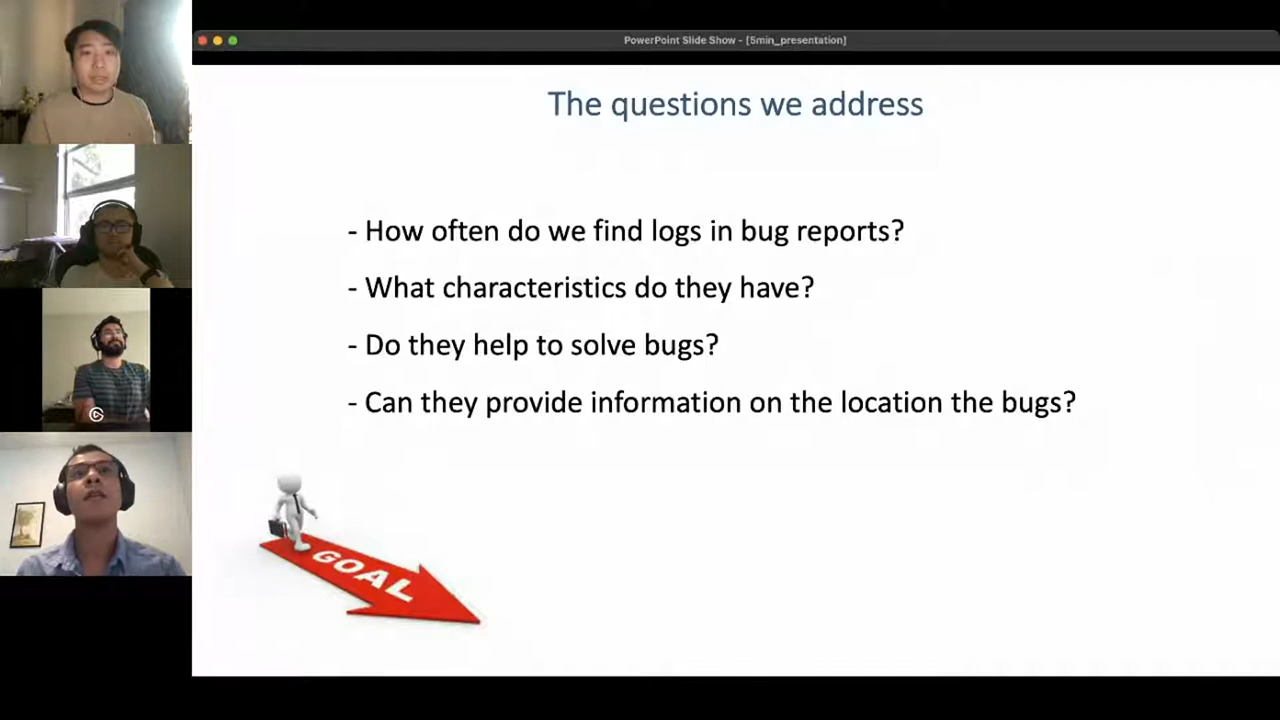 PowerPoint Slide Show - [5min_presentation]
The questions we address
- How often do we find logs in bug reports?
- What characteristics do they have?
- Do they help to solve bugs?
- Can they provide information on the location the bugs?
GOAL